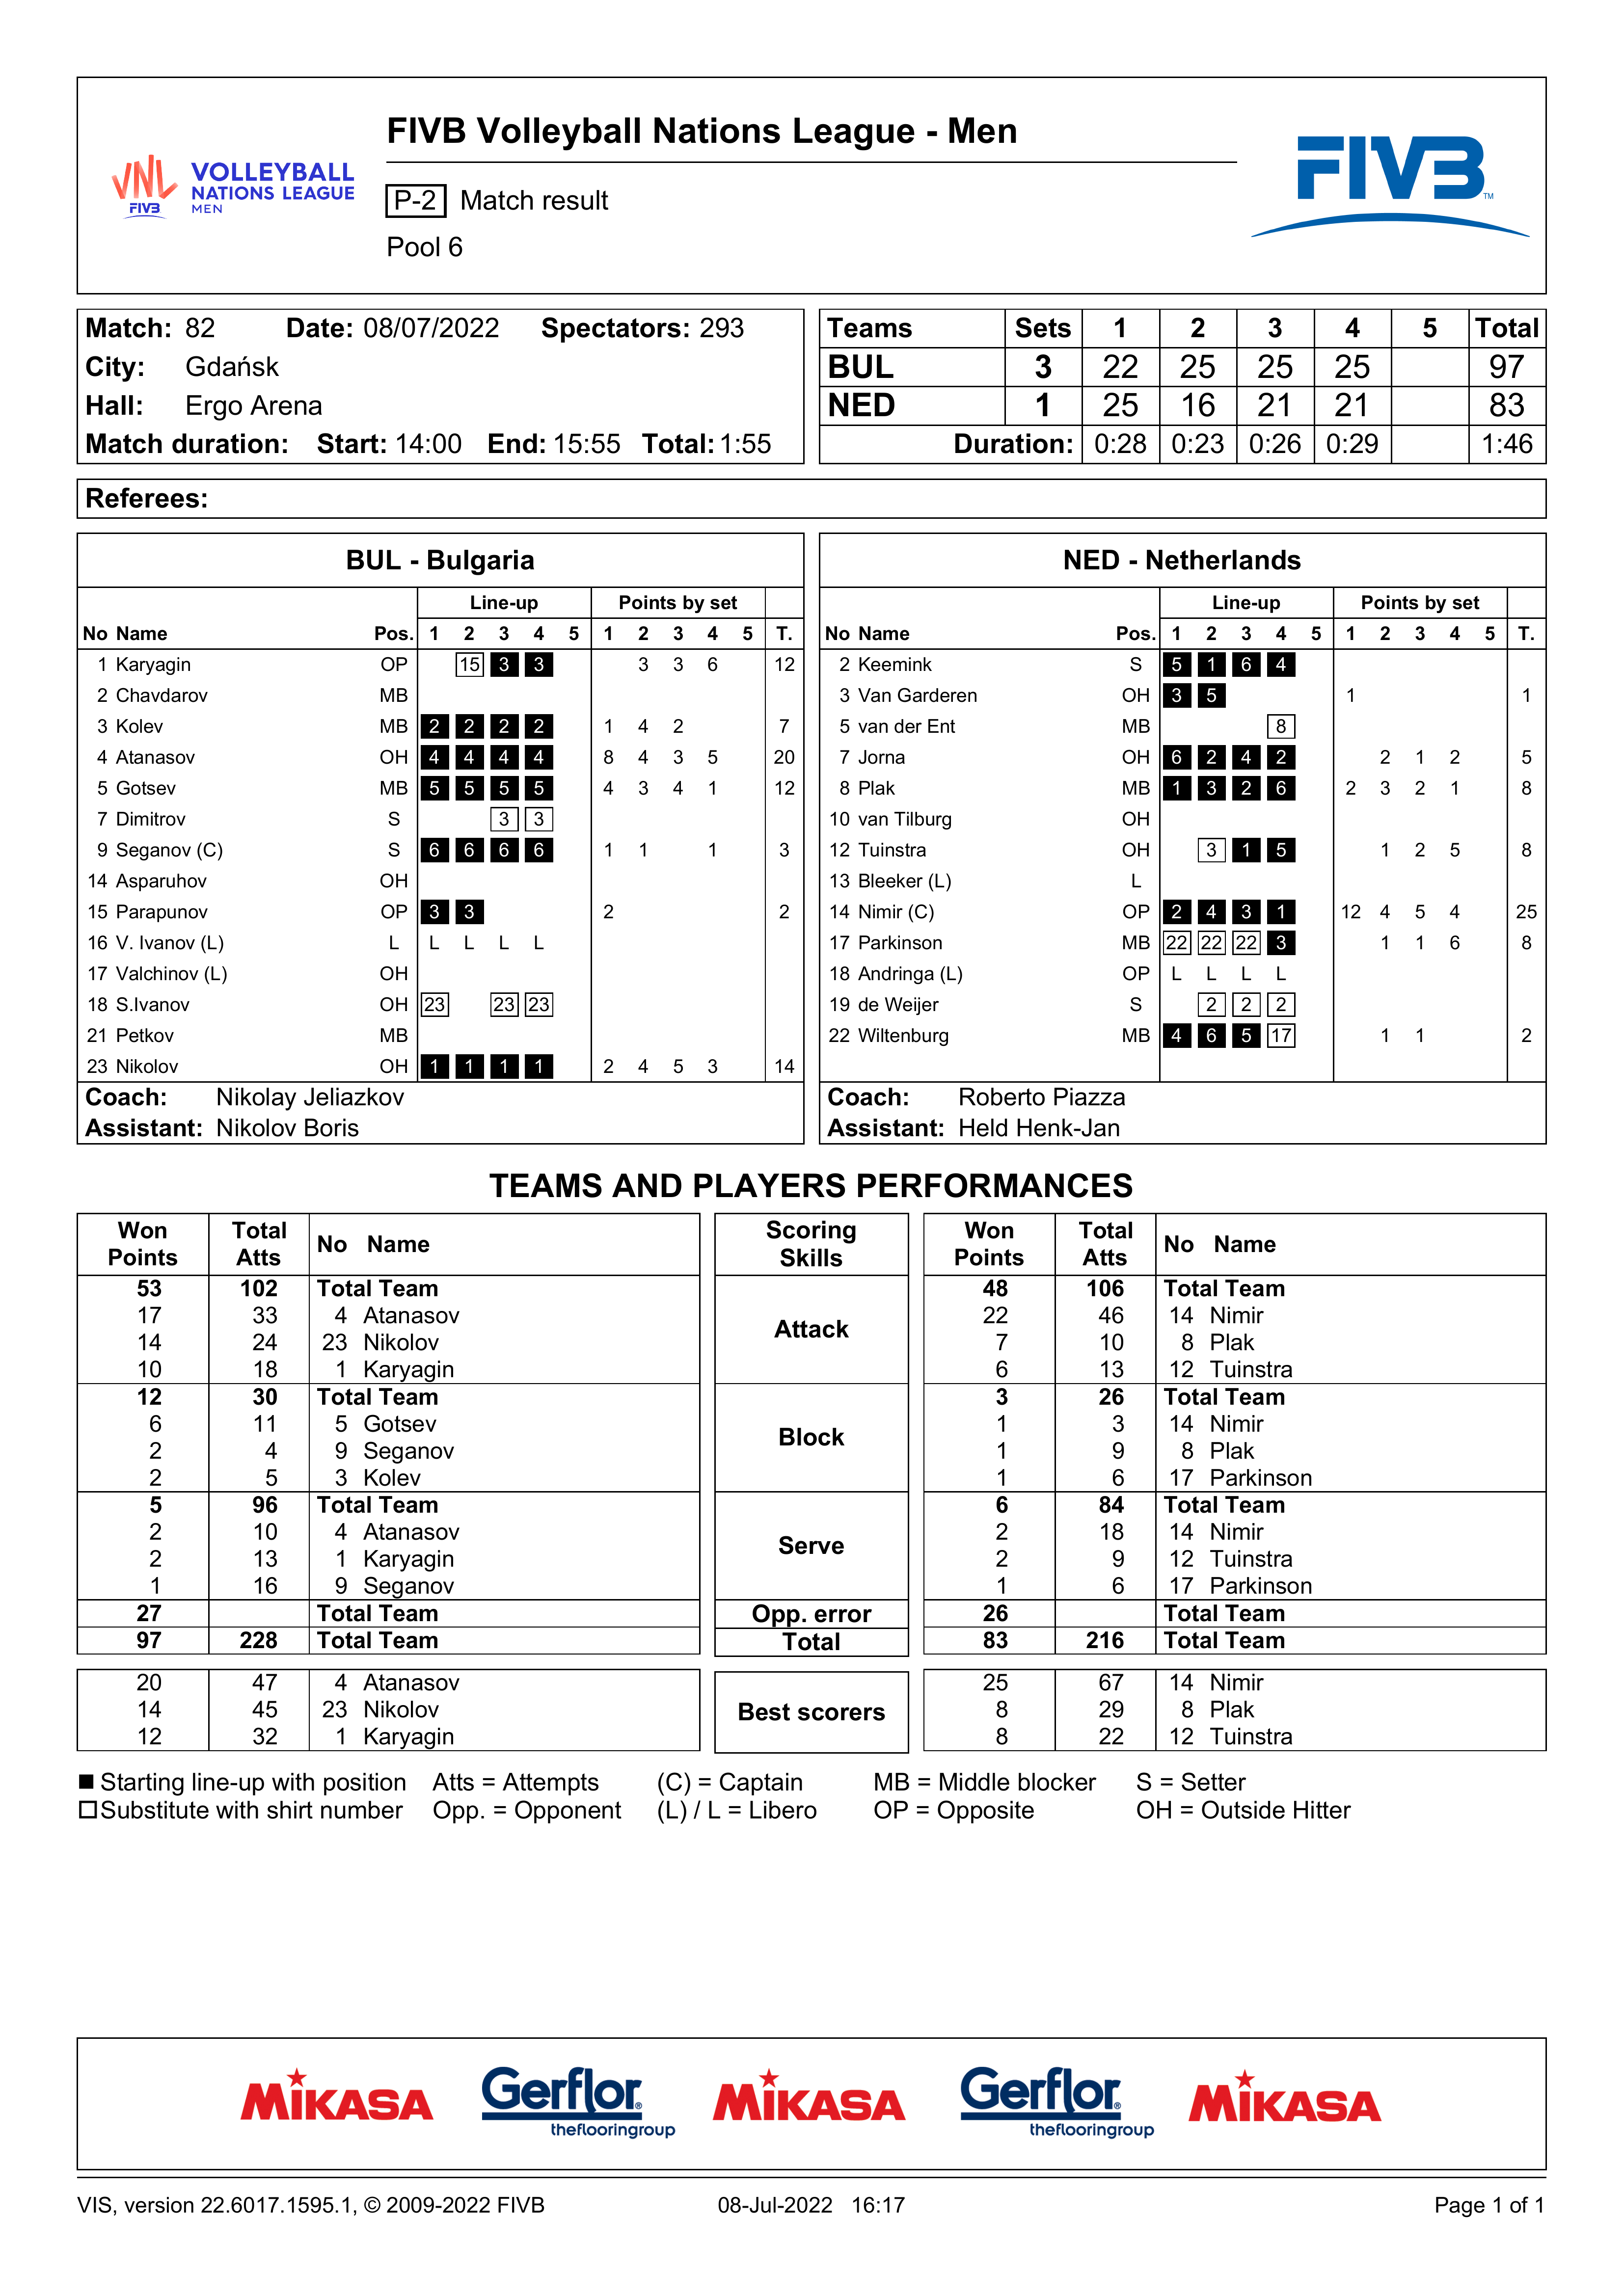 FIVB Volleyball Nations League - Men
VNL FIVB VOLLEYBALL NATIONS LEAGUE MEN
P-2 Match result
FIVB TM
Pool 6
Match: 82 Date: 08/07/2022 Spectators: 293
City: Gdańsk
Hall: Ergo Arena
Match duration: Start: 14:00 End: 15:55 Total: 1:55
Teams Sets 1 2 3 4 5 Total
BUL 3 22 25 25 25 97
NED 1 25 16 21 21 83
Duration: 0:28 0:23 0:26 0:29 1:46
Referees:
BUL - Bulgaria
Line-up Points by set
No Name Pos. 1 2 3 4 5 1 2 3 4 5 T.
1 Karyagin OP 15 3 3 3 3 6 12
2 Chavdarov MB
3 Kolev MB 2 2 2 2 1 4 2 7
4 Atanasov OH 4 4 4 4 8 4 3 5 20
5 Gotsev MB 5 5 5 5 4 3 4 1 12
7 Dimitrov S 3 3
9 Seganov (C) S 6 6 6 6 1 1 1 3
14 Asparuhov OH
15 Parapunov OP 3 3 2 2
16 V. Ivanov (L) L L L L L
17 Valchinov (L) OH
18 S.Ivanov OH 23 23 23
21 Petkov MB
23 Nikolov OH 1 1 1 1 2 4 5 3 14
Coach: Nikolay Jeliazkov
Assistant: Nikolov Boris
NED - Netherlands
Line-up Points by set
No Name Pos. 1 2 3 4 5 1 2 3 4 5 T.
2 Keemink S 5 1 6 4
3 Van Garderen OH 3 5 1 1
5 van der Ent MB 8
7 Jorna OH 6 2 4 2 2 1 2 5
8 Plak MB 1 3 2 6 2 3 2 1 8
10 van Tilburg OH
12 Tuinstra OH 3 1 5 1 2 5 8
13 Bleeker (L) L
14 Nimir (C) OP 2 4 3 1 12 4 5 4 25
17 Parkinson MB 22 22 22 3 1 1 6 8
18 Andringa (L) OP L L L L
19 de Weijer S 2 2 2
22 Wiltenburg MB 4 6 5 17 1 1 2
Coach: Roberto Piazza
Assistant: Held Henk-Jan
TEAMS AND PLAYERS PERFORMANCES
Won Points Total Atts No Name Scoring Skills Won Points Total Atts No Name
53 102 Total Team Attack 48 106 Total Team
17 33 4 Atanasov 22 46 14 Nimir
14 24 23 Nikolov 7 10 8 Plak
10 18 1 Karyagin 6 13 12 Tuinstra
12 30 Total Team Block 3 26 Total Team
6 11 5 Gotsev 1 3 14 Nimir
2 4 9 Seganov 1 9 8 Plak
2 5 3 Kolev 1 6 17 Parkinson
5 96 Total Team Serve 6 84 Total Team
2 10 4 Atanasov 2 18 14 Nimir
2 13 1 Karyagin 2 9 12 Tuinstra
1 16 9 Seganov 1 6 17 Parkinson
27 Total Team Opp. error 26 Total Team
97 228 Total Team Total 83 216 Total Team
20 47 4 Atanasov Best scorers 25 67 14 Nimir
14 45 23 Nikolov 8 29 8 Plak
12 32 1 Karyagin 8 22 12 Tuinstra
Starting line-up with position Atts = Attempts (C) = Captain MB = Middle blocker S = Setter
Substitute with shirt number Opp. = Opponent (L) / L = Libero OP = Opposite OH = Outside Hitter
MIKASA Gerflor® theflooringgroup MIKASA Gerflor® theflooringgroup MIKASA
VIS, version 22.6017.1595.1, © 2009-2022 FIVB 08-Jul-2022 16:17 Page 1 of 1